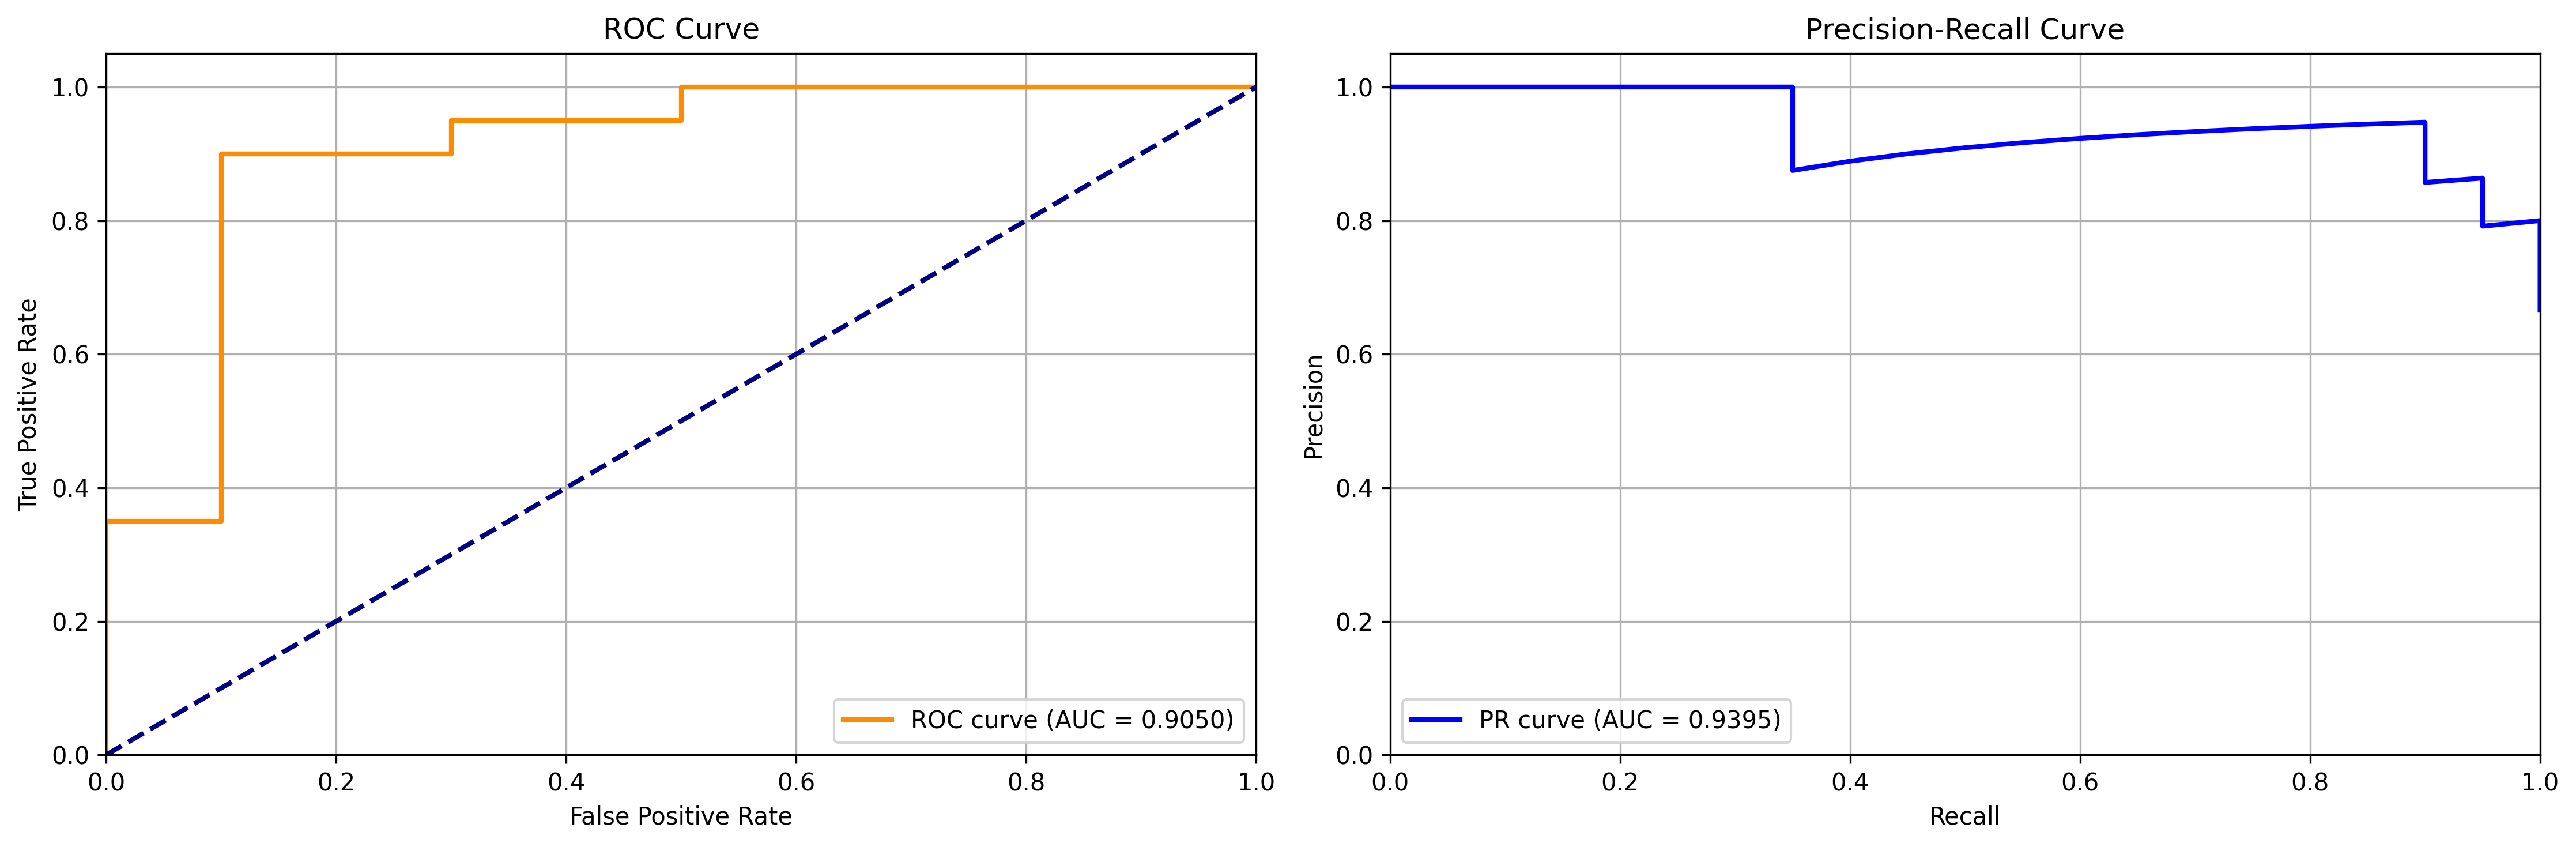 ROC Curve
True Positive Rate
1.0
0.8
0.6
0.4
0.2
0.0
0.0 0.2 0.4 0.6 0.8 1.0
False Positive Rate
ROC curve (AUC = 0.9050)
Precision-Recall Curve
Precision
1.0
0.8
0.6
0.4
0.2
0.0
0.0 0.2 0.4 0.6 0.8 1.0
Recall
PR curve (AUC = 0.9395)